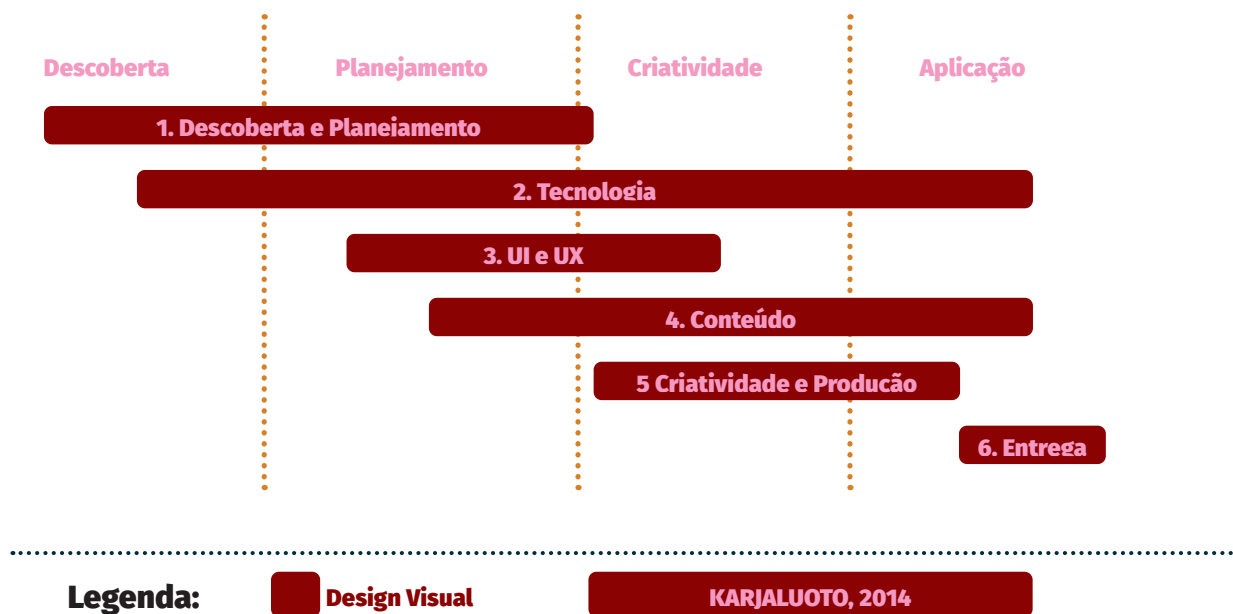 Descoberta Planejamento Criatividade Aplicação
1. Descoberta e Planejamento
2. Tecnologia
3. UI e UX
4. Conteúdo
5 Criatividade e Produção
6. Entrega
Legenda: Design Visual KARJALUOTO, 2014